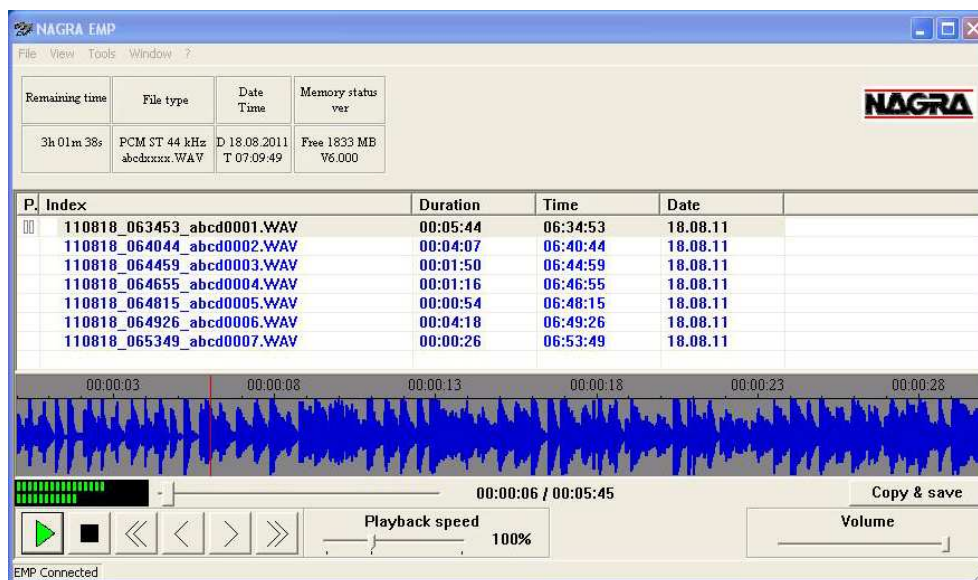 NAGRA EMP
File View Tools Window ?
Remaining time File type Date Time Memory status ver
3h 01m 38s PCM ST 44 kHz abcdxxxx.WAV D 18.08.2011 T 07:09:49 Free 1833 MB V6.000
NAGRA
P. Index Duration Time Date
110818_063453_abcd0001.WAV 00:05:44 06:34:53 18.08.11
110818_064044_abcd0002.WAV 00:04:07 06:40:44 18.08.11
110818_064459_abcd0003.WAV 00:01:50 06:44:59 18.08.11
110818_064655_abcd0004.WAV 00:01:16 06:46:55 18.08.11
110818_064815_abcd0005.WAV 00:00:54 06:48:15 18.08.11
110818_064926_abcd0006.WAV 00:04:18 06:49:26 18.08.11
110818_065349_abcd0007.WAV 00:00:26 06:53:49 18.08.11
00:00:03 00:00:08 00:00:13 00:00:18 00:00:23 00:00:28
00:00:06 / 00:05:45 Copy & save
Playback speed Volume
100%
EMP Connected